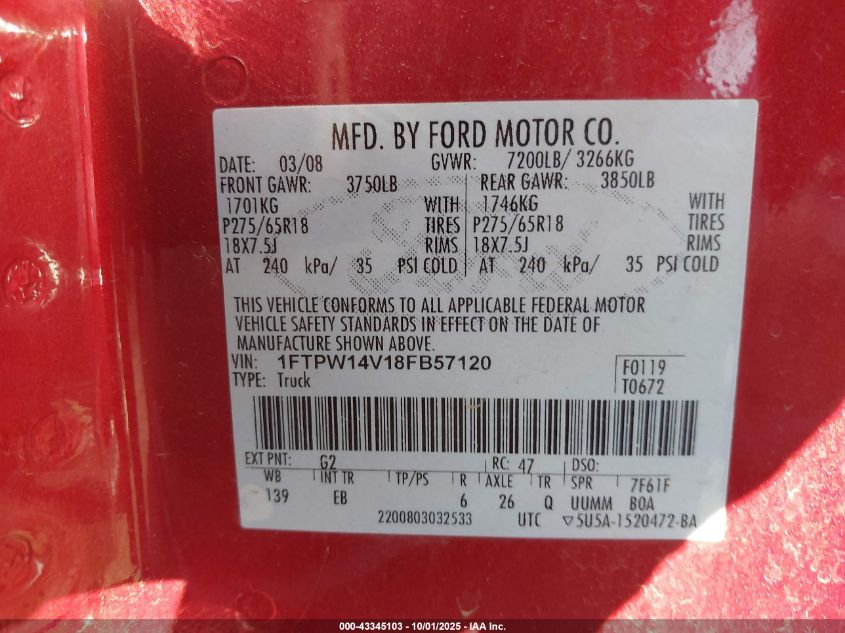 MFD. BY FORD MOTOR CO.
DATE: 03/08 GVWR: 7200LB/ 3266KG
FRONT GAWR: 3750LB REAR GAWR: 3850LB
1701KG WITH 1746KG WITH
P275/65R18 TIRES P275/65R18 TIRES
18X7.5J RIMS 18X7.5J RIMS
AT 240 kPa/ 35 PSI COLD AT 240 kPa/ 35 PSI COLD
THIS VEHICLE CONFORMS TO ALL APPLICABLE FEDERAL MOTOR
VEHICLE SAFETY STANDARDS IN EFFECT ON THE DATE OF
MANUFACTURE SHOWN ABOVE.
VIN: 1FTPW14V18FB57120 F0119
TYPE: Truck T0672
EXT PNT: G2 RC: 47 DSO:
WB INT TR TP/PS R AXLE TR SPR 7F61F
139 EB 6 26 Q UUMM B0A
2200803032533 UTC ▽5U5A-1520472-BA
000-43345103 - 10/01/2025 - IAA Inc.